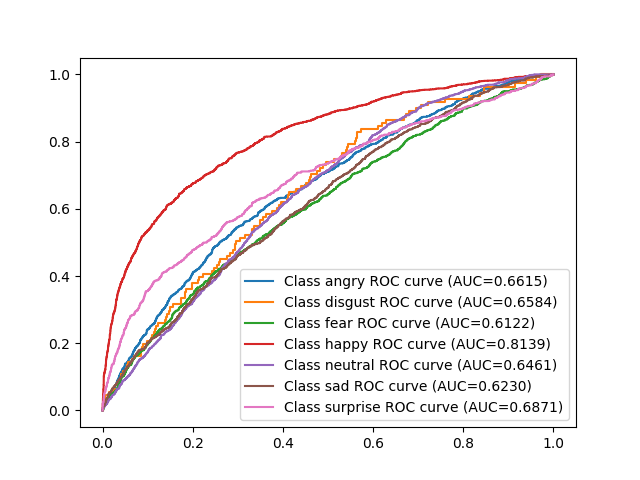 1.0
0.8
0.6
0.4
0.2
0.0
Class angry ROC curve (AUC=0.6615)
Class disgust ROC curve (AUC=0.6584)
Class fear ROC curve (AUC=0.6122)
Class happy ROC curve (AUC=0.8139)
Class neutral ROC curve (AUC=0.6461)
Class sad ROC curve (AUC=0.6230)
Class surprise ROC curve (AUC=0.6871)
0.0 0.2 0.4 0.6 0.8 1.0